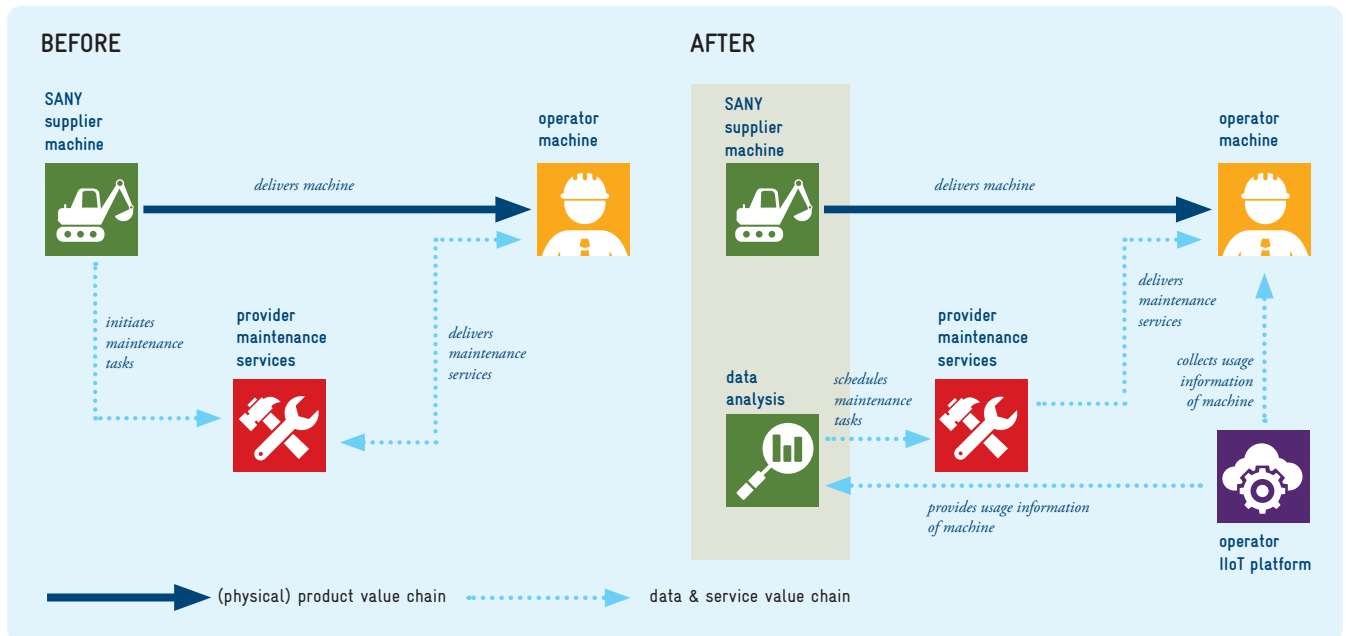 BEFORE
SANY
supplier
machine
operator
machine
delivers machine
initiates
maintenance
tasks
provider
maintenance
services
delivers
maintenance
services
AFTER
SANY
supplier
machine
operator
machine
delivers machine
delivers
maintenance
services
provider
maintenance
services
collects usage
information
of machine
data
analysis
schedules
maintenance
tasks
provides usage information
of machine
operator
IIoT platform
(physical) product value chain
data & service value chain